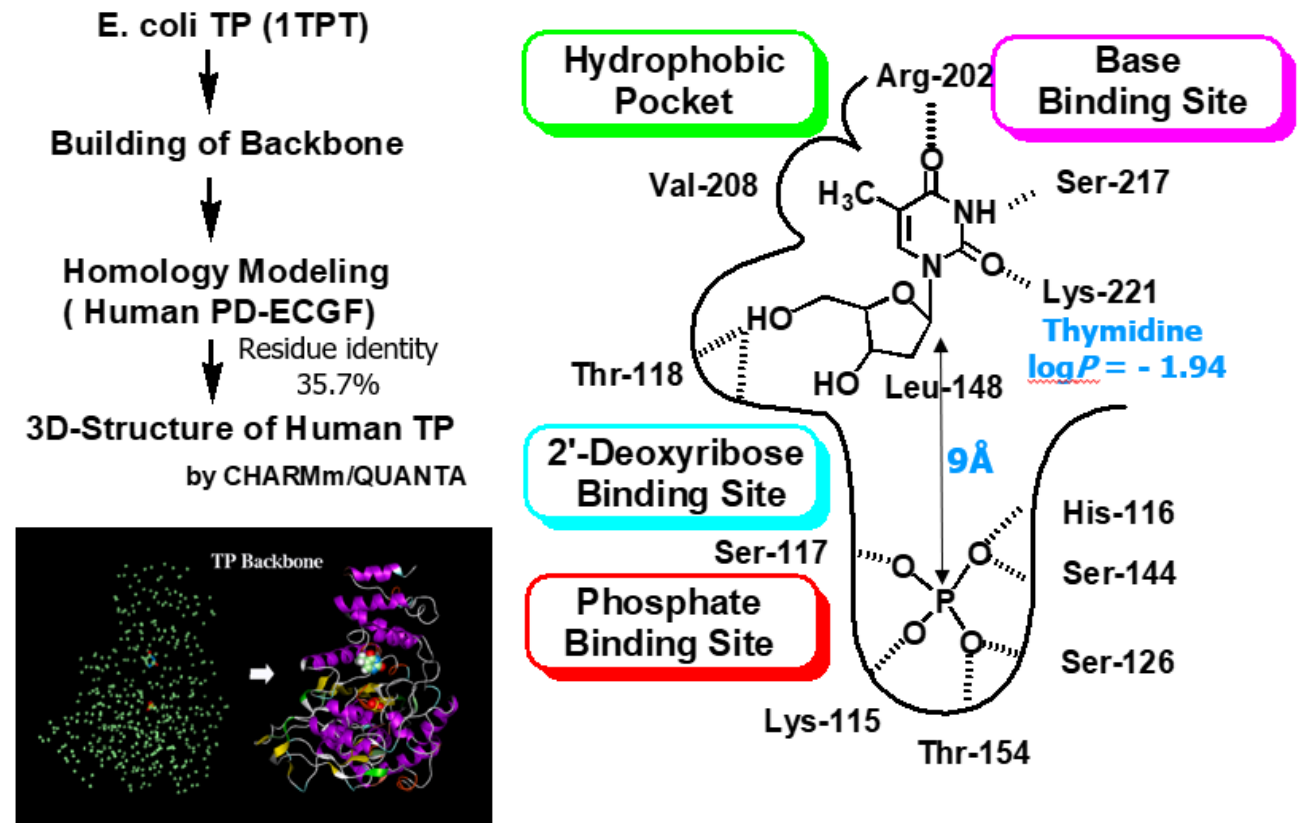 E. coli TP (1TPT)
Building of Backbone
Homology Modeling
( Human PD-ECGF)
Residue identity
35.7%
3D-Structure of Human TP
by CHARMm/QUANTA
TP Backbone
Hydrophobic
Pocket
Arg-202
Base
Binding Site
Val-208
H₃C
O
NH
Ser-217
N
O
Lys-221
Thymidine
logP = - 1.94
O
HO
HO
Thr-118
Leu-148
2'-Deoxyribose
Binding Site
9Å
His-116
Ser-117
O
O
Ser-144
P
Phosphate
Binding Site
O
O
Ser-126
Lys-115
Thr-154